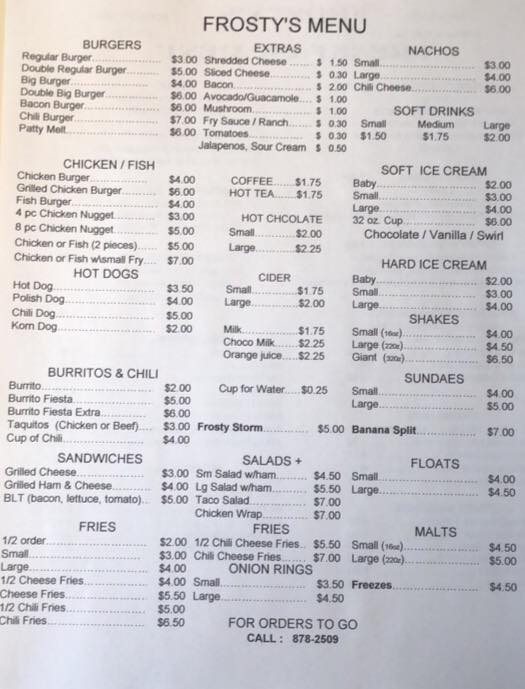 FROSTY'S MENU
BURGERS
Regular Burger.................... $3.00
Double Regular Burger.......... $5.00
Big Burger......................... $4.00
Double Big Burger................ $6.00
Bacon Burger..................... $6.00
Chili Burger........................ $7.00
Patty Melt.......................... $6.00
EXTRAS
Shredded Cheese ...... $ 1.50
Sliced Cheese............ $ 0.30
Bacon....................... $ 2.00
Avocado/Guacamole.... $ 1.00
Mushroom................. $ 1.00
Fry Sauce / Ranch...... $ 0.30
Tomatoes.................. $ 0.30
Jalapenos, Sour Cream $ 0.50
NACHOS
Small............................ $3.00
Large............................ $4.00
Chili Cheese................... $6.00
SOFT DRINKS
Small Medium Large
$1.50 $1.75 $2.00
CHICKEN / FISH
Chicken Burger.................. $4.00
Grilled Chicken Burger........ $6.00
Fish Burger....................... $4.00
4 pc Chicken Nugget.......... $3.00
8 pc Chicken Nugget.......... $5.00
Chicken or Fish (2 pieces)..... $5.00
Chicken or Fish w\small Fry.... $7.00
COFFEE.......$1.75
HOT TEA.......$1.75
HOT CHCOLATE
Small............$2.00
Large............$2.25
SOFT ICE CREAM
Baby........................... $2.00
Small.......................... $3.00
Large.......................... $4.00
32 oz. Cup.................... $6.00
Chocolate / Vanilla / Swirl
HOT DOGS
Hot Dog......................... $3.50
Polish Dog...................... $4.00
Chili Dog........................ $5.00
Korn Dog........................ $2.00
CIDER
Small............$1.75
Large............$2.00
Milk..............$1.75
Choco Milk......$2.25
Orange juice.....$2.25
Cup for Water....$0.25
HARD ICE CREAM
Baby........................... $2.00
Small.......................... $3.00
Large.......................... $4.00
SHAKES
Small (16oz)................... $4.00
Large (22oz)................... $4.50
Giant (32oz)................... $6.50
BURRITOS & CHILI
Burrito............................ $2.00
Burrito Fiesta................... $5.00
Burrito Fiesta Extra........... $6.00
Taquitos (Chicken or Beef).... $3.00
Cup of Chili..................... $4.00
Frosty Storm............... $5.00
SUNDAES
Small.......................... $4.00
Large.......................... $5.00
Banana Split................ $7.00
SANDWICHES
Grilled Cheese................. $3.00
Grilled Ham & Cheese........ $4.00
BLT (bacon, lettuce, tomato).. $5.00
SALADS +
Sm Salad w/ham......... $4.50
Lg Salad w/ham.......... $5.50
Taco Salad................ $7.00
Chicken Wrap............. $7.00
FLOATS
Small.......................... $4.00
Large.......................... $4.50
FRIES
1/2 order......................... $2.00
Small.............................. $3.00
Large.............................. $4.00
1/2 Cheese Fries............... $4.00
Cheese Fries.................... $5.50
1/2 Chili Fries................... $5.00
Chili Fries........................ $6.50
FRIES
1/2 Chili Cheese Fries.. $5.50
Chili Cheese Fries....... $7.00
ONION RINGS
Small........................ $3.50
Large........................ $4.50
MALTS
Small (16oz)................... $4.50
Large (22oz)................... $5.00
Freezes...................... $4.50
FOR ORDERS TO GO
CALL : 878-2509